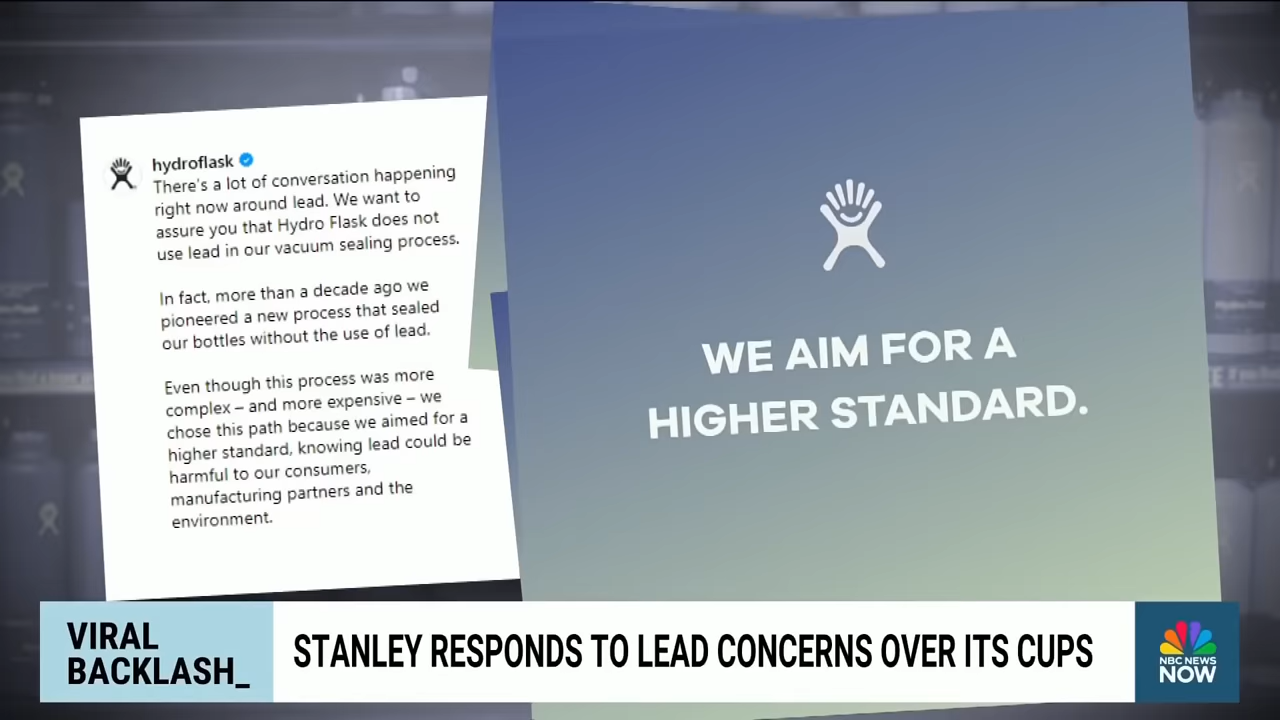 hydroflask
There's a lot of conversation happening
right now around lead. We want to
assure you that Hydro Flask does not
use lead in our vacuum sealing process.
In fact, more than a decade ago we
pioneered a new process that sealed
our bottles without the use of lead.
Even though this process was more
complex – and more expensive – we
chose this path because we aimed for a
higher standard, knowing lead could be
harmful to our consumers,
manufacturing partners and the
environment.
WE AIM FOR A
HIGHER STANDARD.
VIRAL
BACKLASH_
STANLEY RESPONDS TO LEAD CONCERNS OVER ITS CUPS
NBC NEWS
NOW